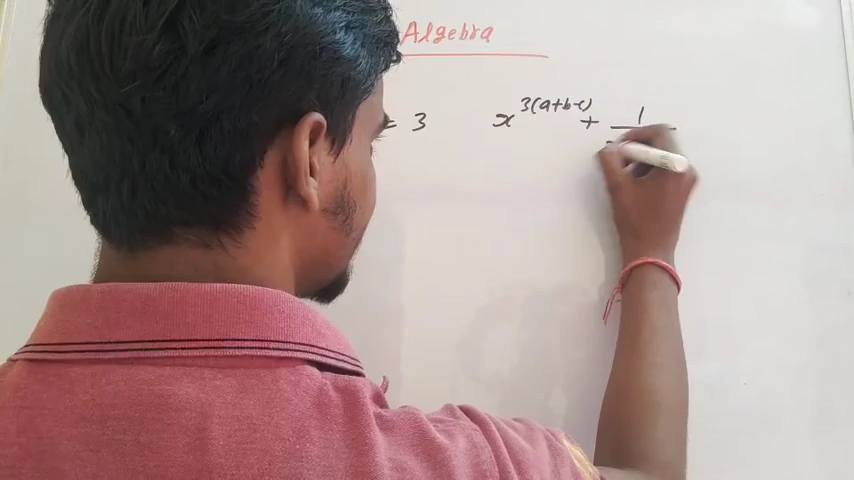 Algebra
= 3 x^3(a+b-c) + 1